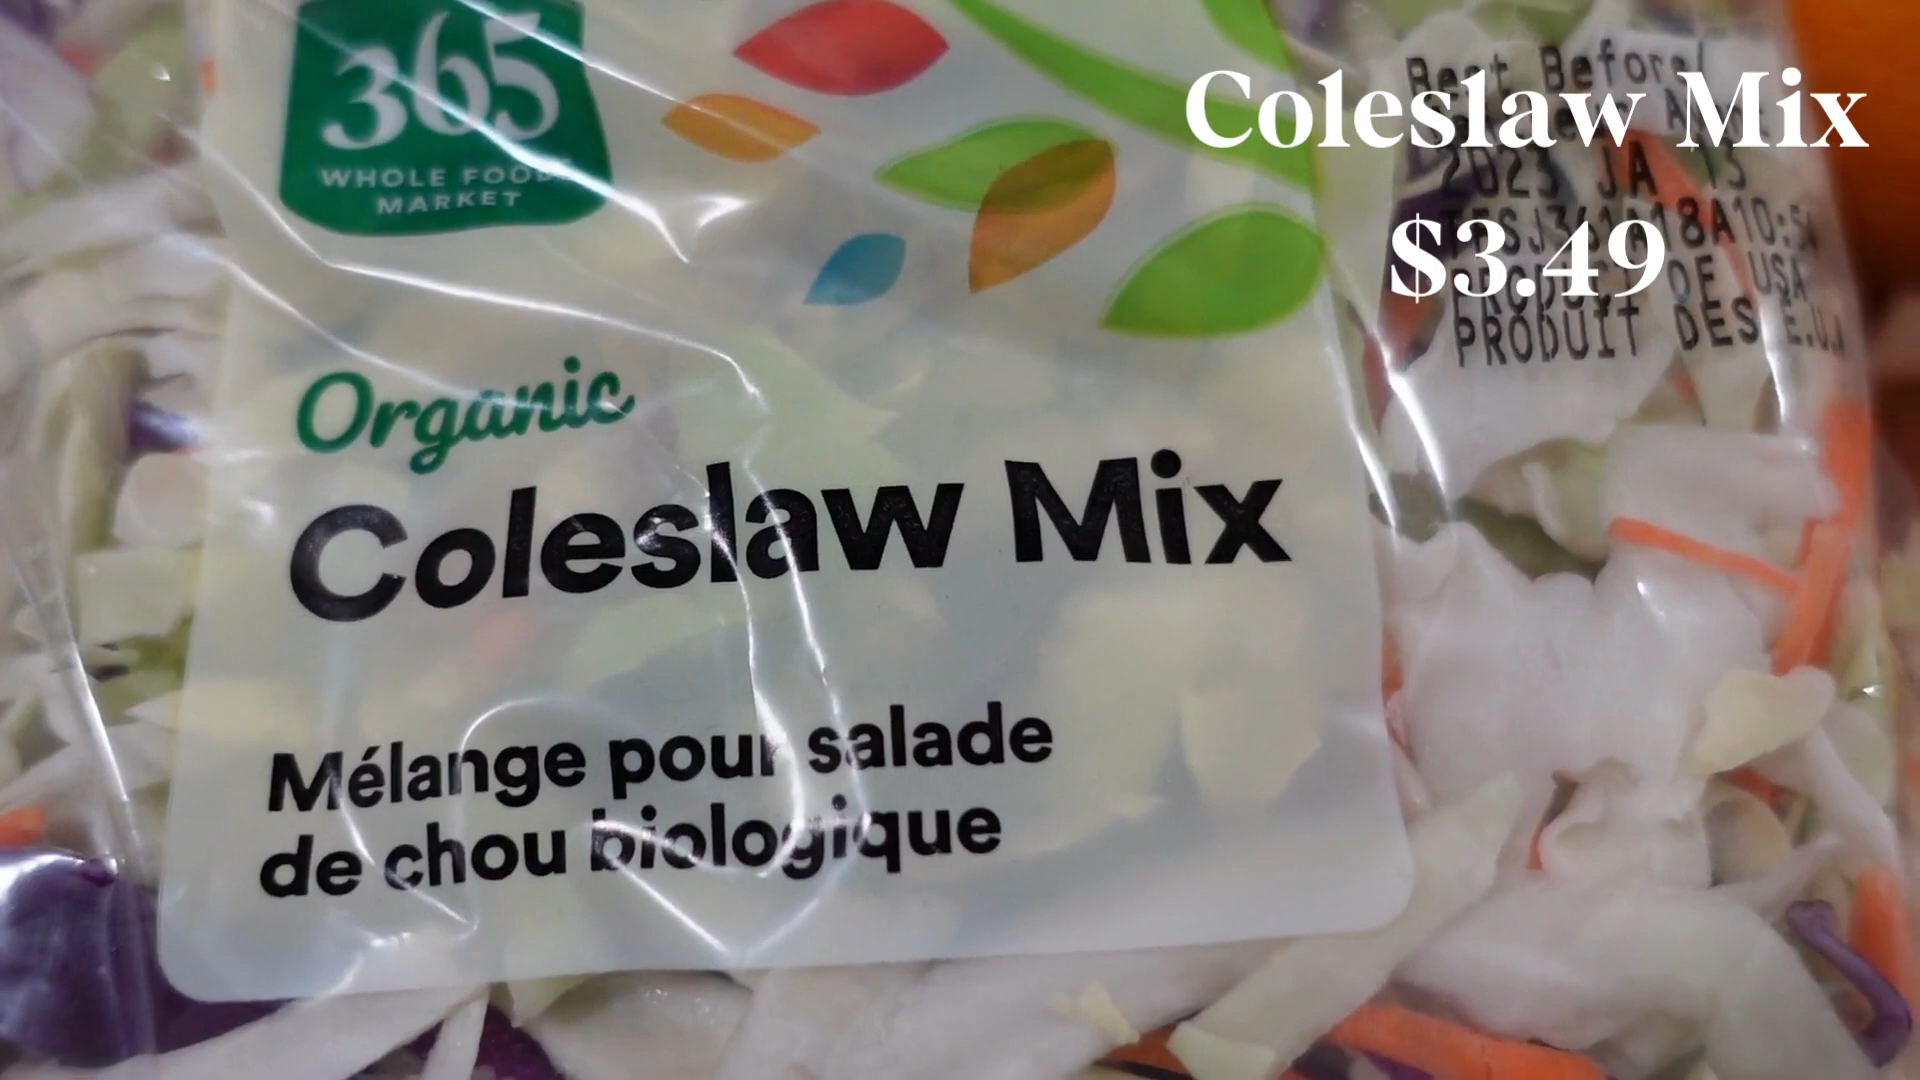 365
WHOLE FOODS
MARKET
Organic
Coleslaw Mix
Mélange pour salade
de chou biologique
Coleslaw Mix
$3.49
Best Before/
2023 JA 13
PRODUCT OF USA
PRODUIT DES É.U.